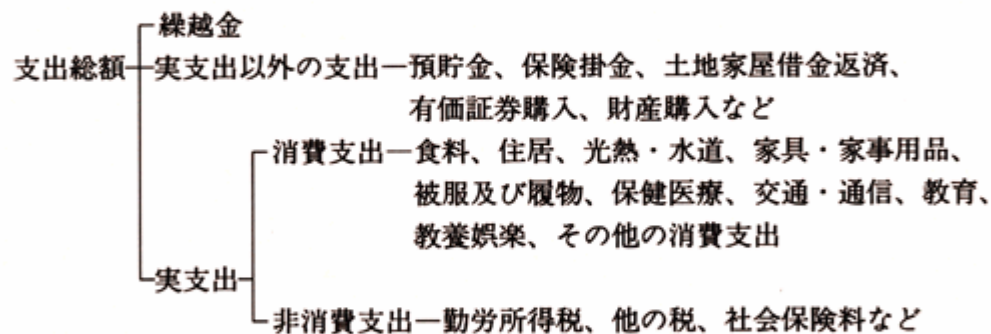 繰越金
支出総額 実支出以外の支出―預貯金、保険掛金、土地家屋借金返済、
有価証券購入、財産購入など
消費支出―食料、住居、光熱・水道、家具・家事用品、
被服及び履物、保健医療、交通・通信、教育、
教養娯楽、その他の消費支出
実支出
非消費支出―勤労所得税、他の税、社会保険料など